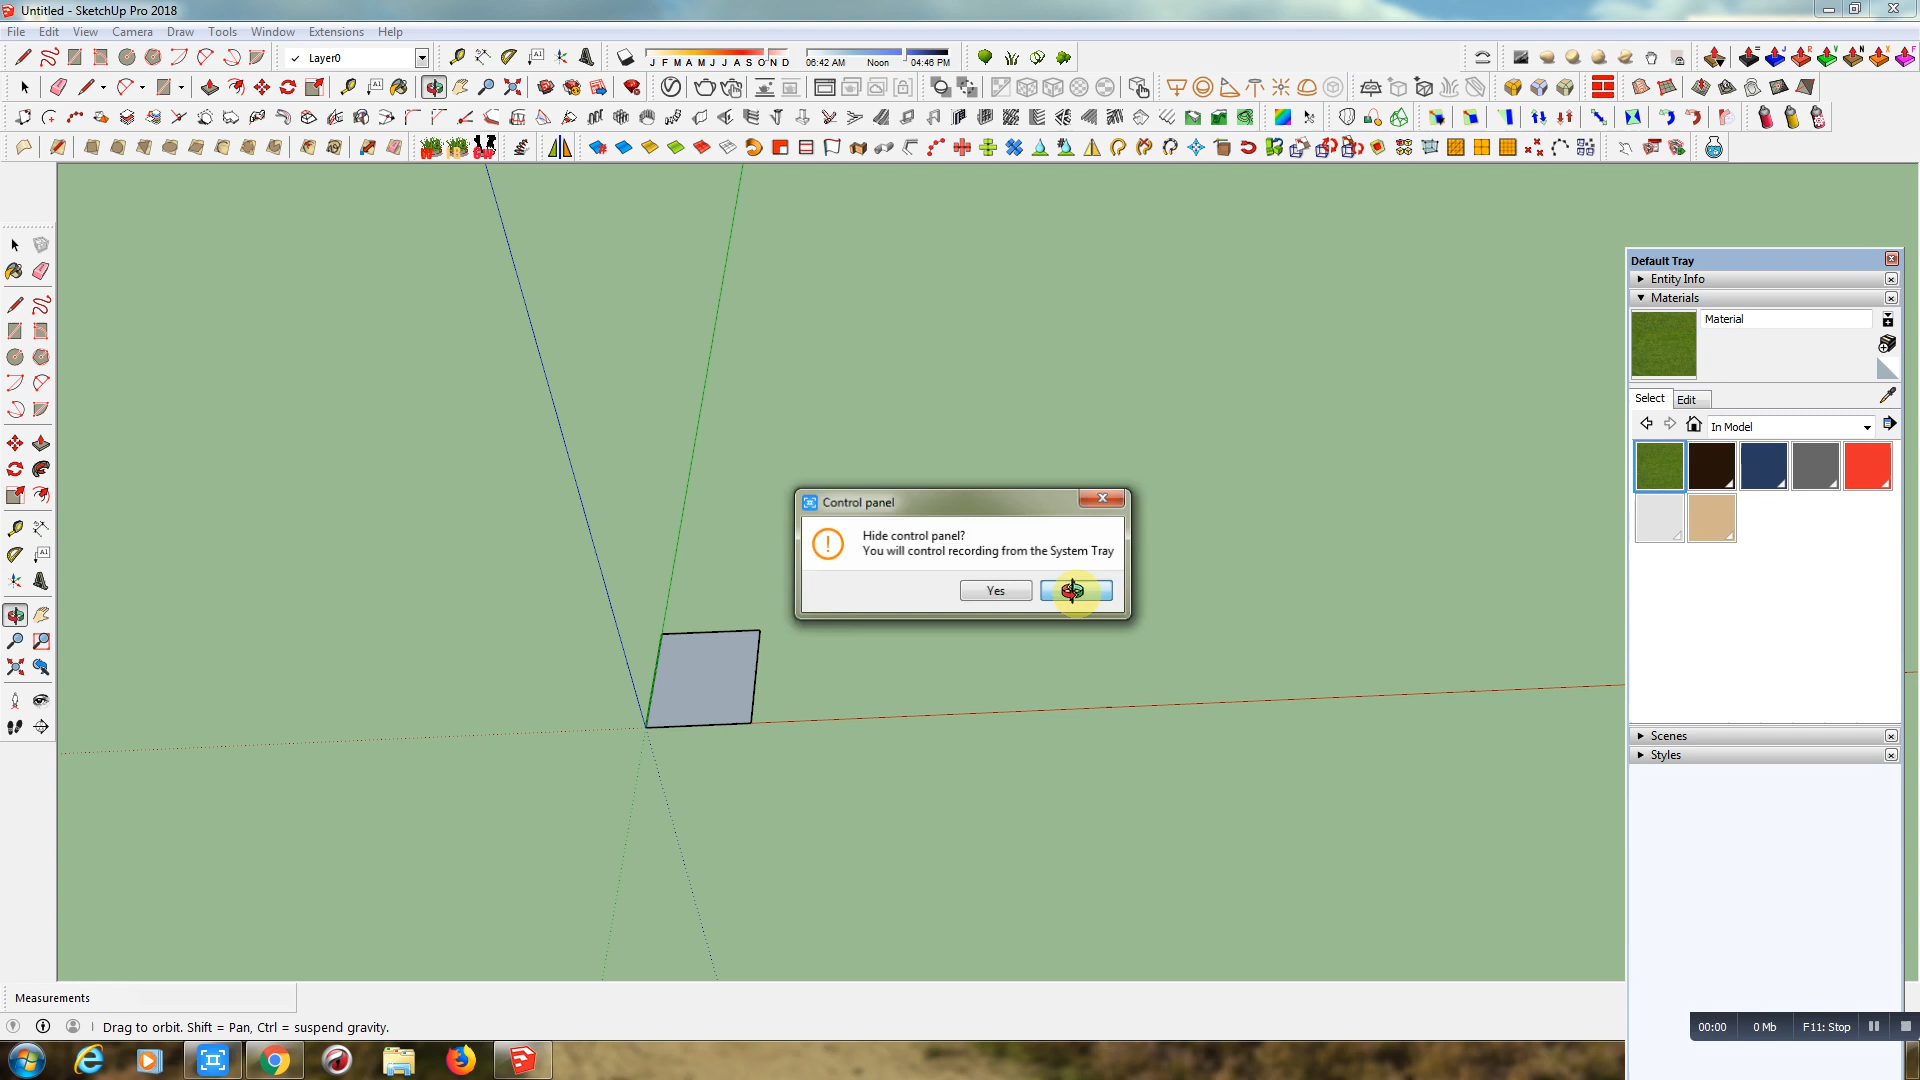 Untitled - SketchUp Pro 2018
File Edit View Camera Draw Tools Window Extensions Help
Layer0
A1
J F M A M J J A S O N D
06:42 AM Noon 04:46 PM
Default Tray
Entity Info
Materials
Material
Select Edit
In Model
Control panel
Hide control panel?
You will control recording from the System Tray
Yes
A1
Scenes
Styles
Measurements
Drag to orbit. Shift = Pan, Ctrl = suspend gravity.
00:00 0 Mb F11: Stop